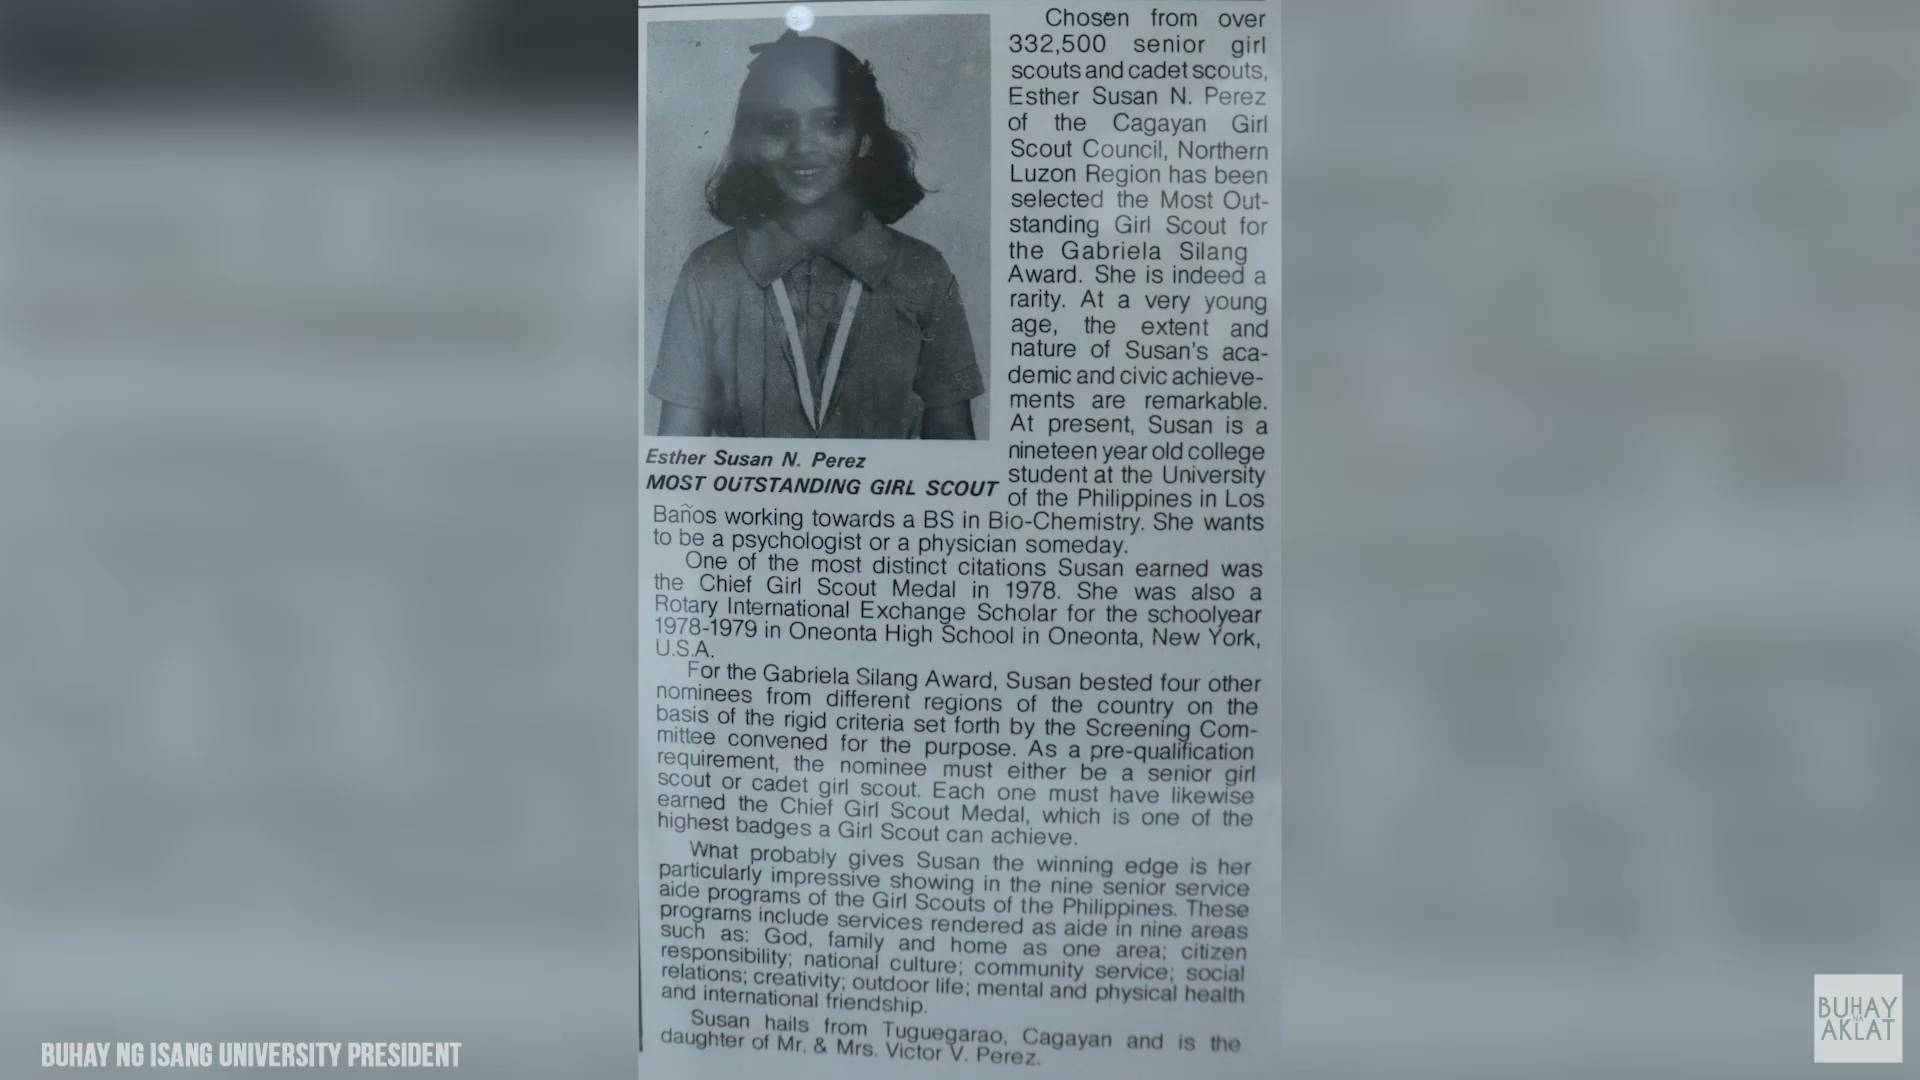 Chosen from over
332,500 senior girl
scouts and cadet scouts,
Esther Susan N. Perez
of the Cagayan Girl
Scout Council, Northern
Luzon Region has been
selected the Most Out-
standing Girl Scout for
the Gabriela Silang
Award. She is indeed a
rarity. At a very young
age, the extent and
nature of Susan's aca-
demic and civic achieve-
ments are remarkable.
At present, Susan is a
nineteen year old college
student at the University
of the Philippines in Los
Esther Susan N. Perez
MOST OUTSTANDING GIRL SCOUT
Baños working towards a BS in Bio-Chemistry. She wants
to be a psychologist or a physician someday.
One of the most distinct citations Susan earned was
the Chief Girl Scout Medal in 1978. She was also a
Rotary International Exchange Scholar for the schoolyear
1978-1979 in Oneonta High School in Oneonta, New York,
U.S.A.
For the Gabriela Silang Award, Susan bested four other
nominees from different regions of the country on the
basis of the rigid criteria set forth by the Screening Com-
mittee convened for the purpose. As a pre-qualification
requirement, the nominee must either be a senior girl
scout or cadet girl scout. Each one must have likewise
earned the Chief Girl Scout Medal, which is one of the
highest badges a Girl Scout can achieve.
What probably gives Susan the winning edge is her
particularly impressive showing in the nine senior service
aide programs of the Girl Scouts of the Philippines. These
programs include services rendered as aide in nine areas
such as: God, family and home as one area; citizen
responsibility; national culture; community service; social
relations; creativity; outdoor life; mental and physical health
and international friendship.
Susan hails from Tuguegarao, Cagayan and is the
daughter of Mr. & Mrs. Victor V. Perez.
BUHAY NG ISANG UNIVERSITY PRESIDENT
BUHAY
NA
AKLAT